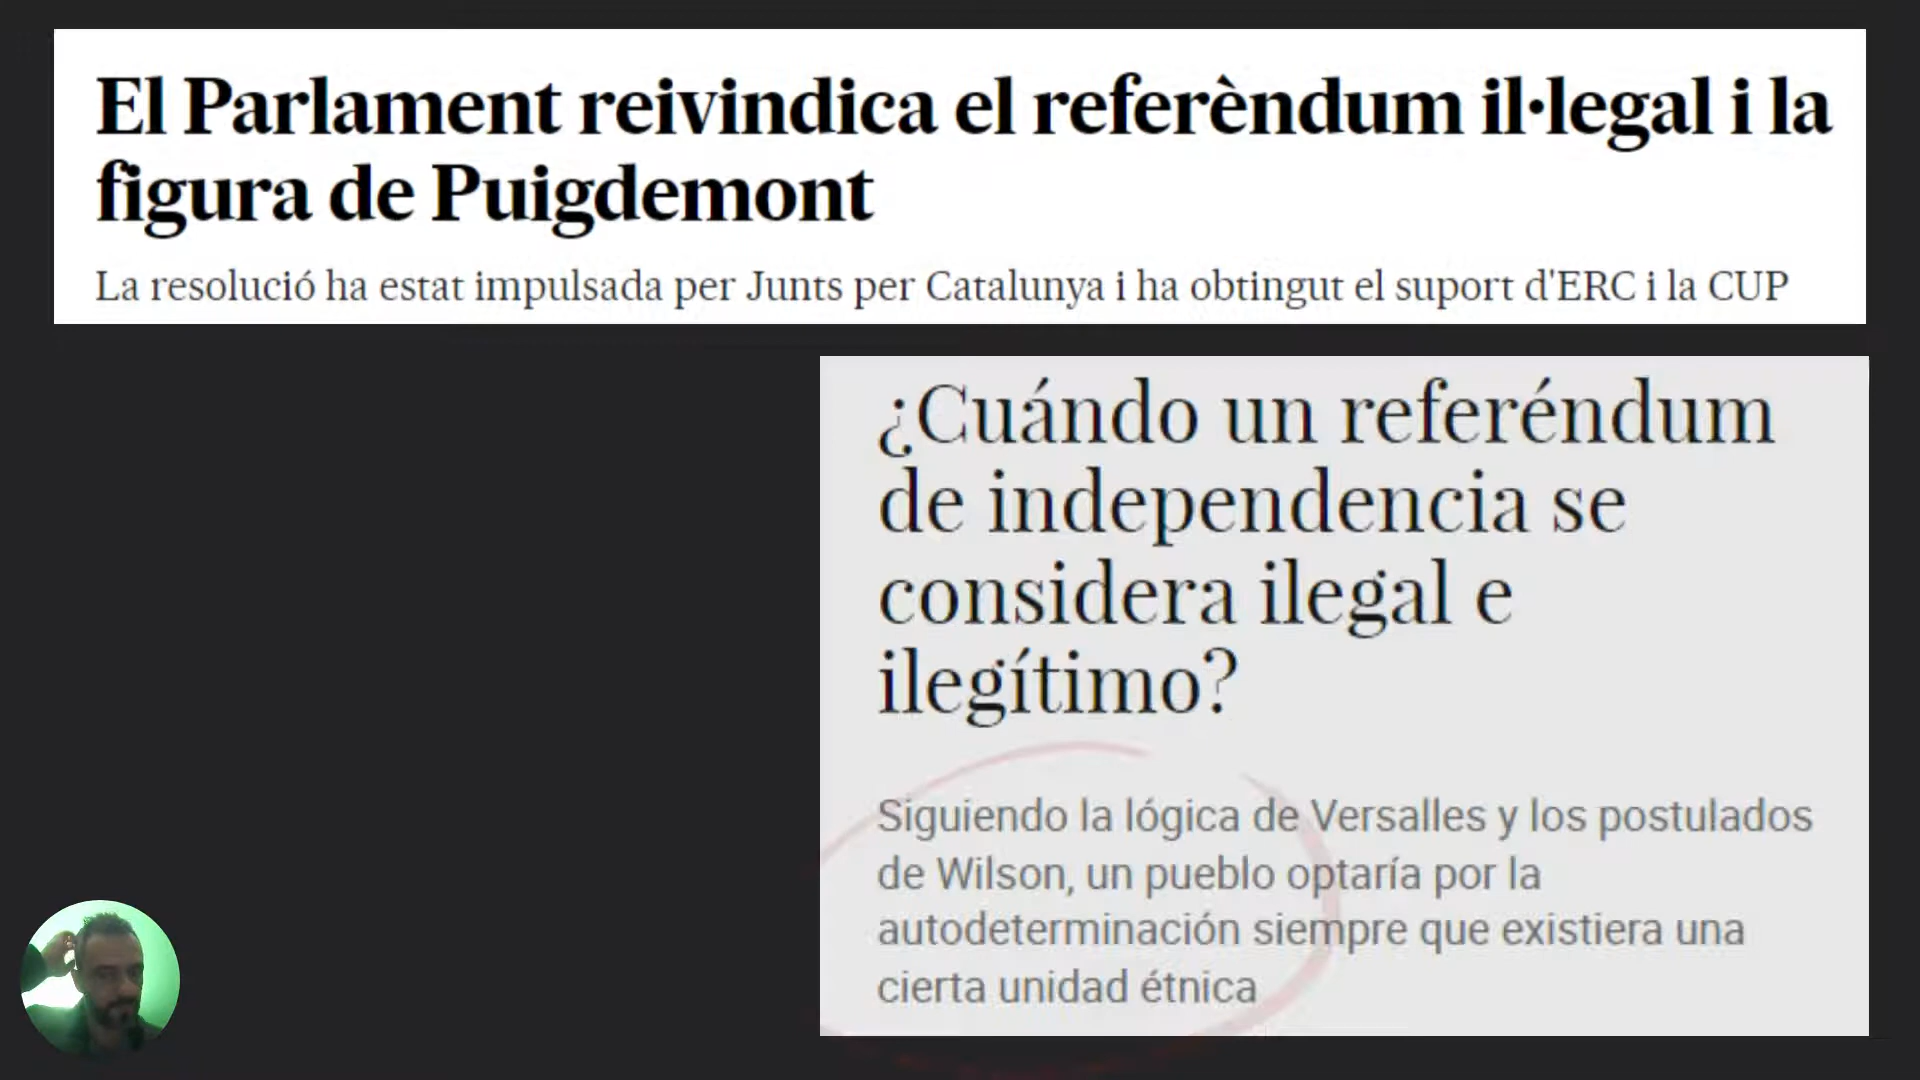 El Parlament reivindica el referèndum il·legal i la
figura de Puigdemont
La resolució ha estat impulsada per Junts per Catalunya i ha obtingut el suport d'ERC i la CUP
¿Cuándo un referéndum
de independencia se
considera ilegal e
ilegítimo?
Siguiendo la lógica de Versalles y los postulados
de Wilson, un pueblo optaría por la
autodeterminación siempre que existiera una
cierta unidad étnica